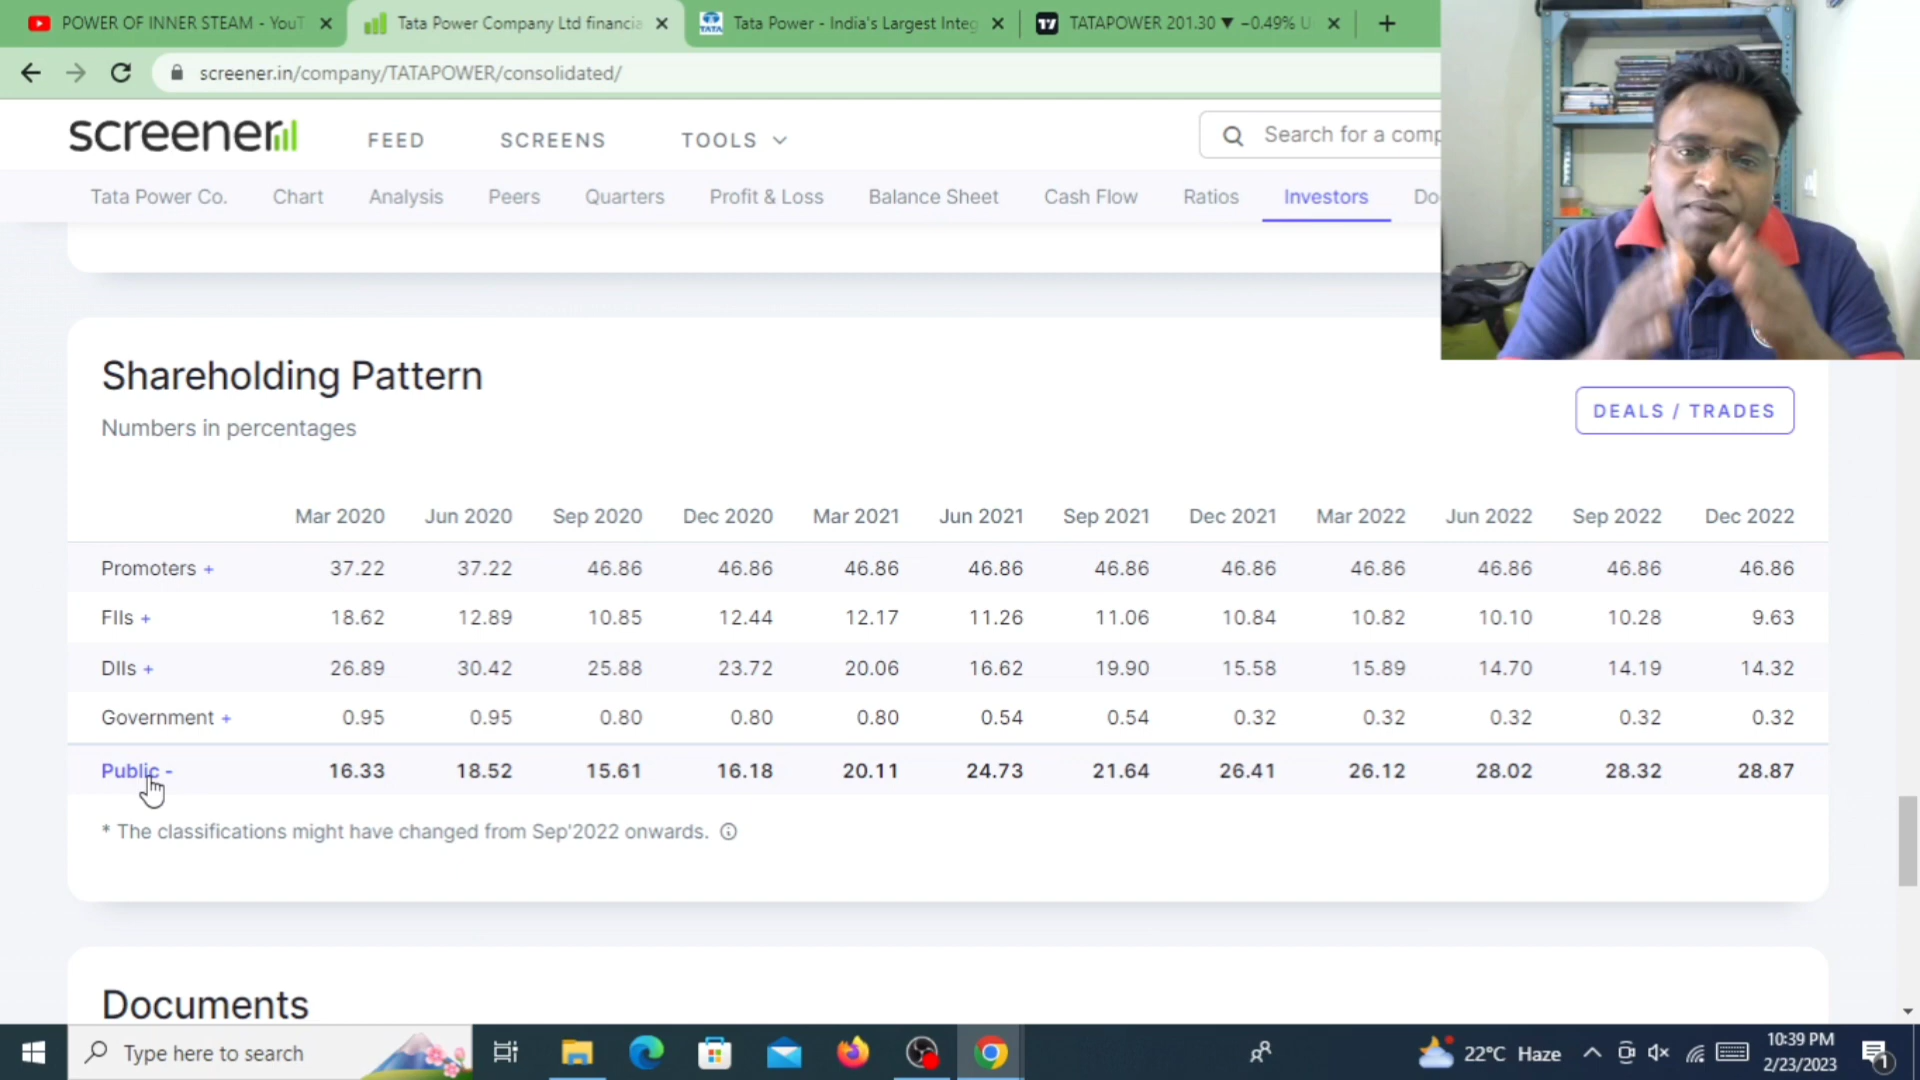 POWER OF INNER STEAM - YouT
Tata Power Company Ltd financia
Tata Power - India's Largest Integ
TATAPOWER 201.30 ▼ −0.49% U
screener.in/company/TATAPOWER/consolidated/
screener
FEED
SCREENS
TOOLS
Search for a comp
Tata Power Co.
Chart
Analysis
Peers
Quarters
Profit & Loss
Balance Sheet
Cash Flow
Ratios
Investors
Do
Shareholding Pattern
Numbers in percentages
DEALS / TRADES
Mar 2020 Jun 2020 Sep 2020 Dec 2020 Mar 2021 Jun 2021 Sep 2021 Dec 2021 Mar 2022 Jun 2022 Sep 2022 Dec 2022
Promoters + 37.22 37.22 46.86 46.86 46.86 46.86 46.86 46.86 46.86 46.86 46.86 46.86
FIIs + 18.62 12.89 10.85 12.44 12.17 11.26 11.06 10.84 10.82 10.10 10.28 9.63
DIIs + 26.89 30.42 25.88 23.72 20.06 16.62 19.90 15.58 15.89 14.70 14.19 14.32
Government + 0.95 0.95 0.80 0.80 0.80 0.54 0.54 0.32 0.32 0.32 0.32 0.32
Public - 16.33 18.52 15.61 16.18 20.11 24.73 21.64 26.41 26.12 28.02 28.32 28.87
* The classifications might have changed from Sep'2022 onwards.
Documents
Type here to search
22°C Haze
10:39 PM
2/23/2023
1